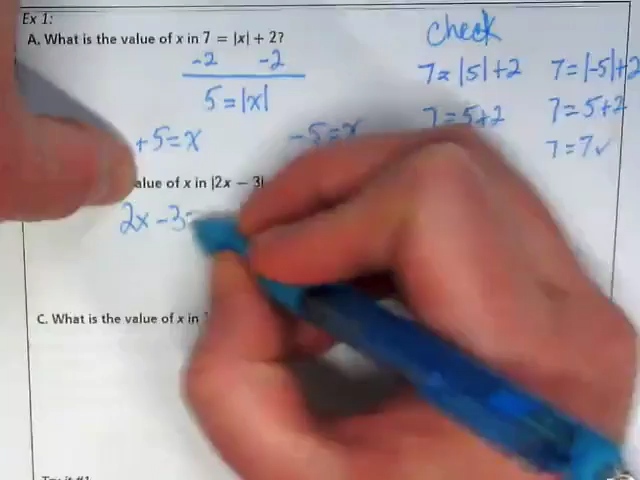 Ex 1:
A. What is the value of x in 7 = |x| + 2?
-2 -2
5 = |x|
+5 = x -5 = x
check
7 = |5| + 2 7 = |-5| + 2
7 = 5 + 2 7 = 5 + 2
7 = 7 ✓
alue of x in |2x − 3|
2x - 3 =
C. What is the value of x in